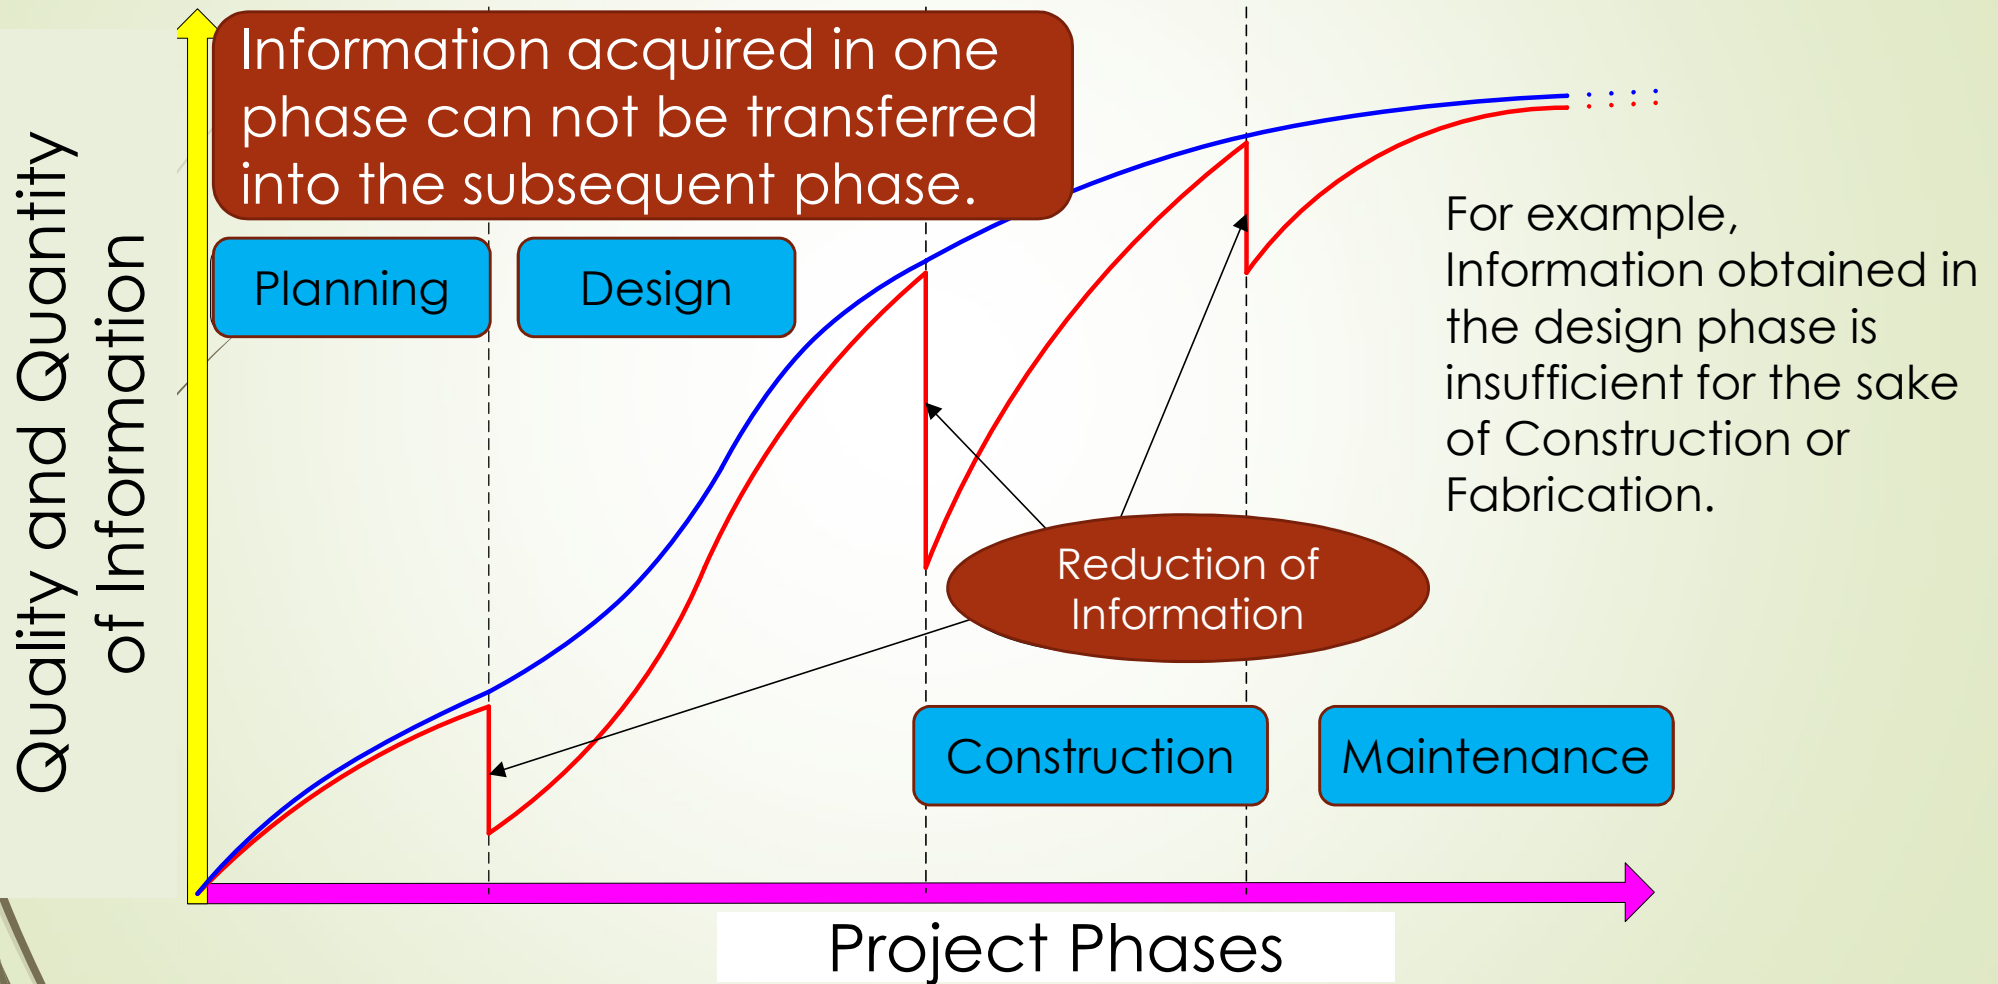 Information acquired in one
phase can not be transferred
into the subsequent phase.
Quality and Quantity
of Information
Planning
Design
For example,
Information obtained in
the design phase is
insufficient for the sake
of Construction or
Fabrication.
Reduction of
Information
Construction
Maintenance
Project Phases